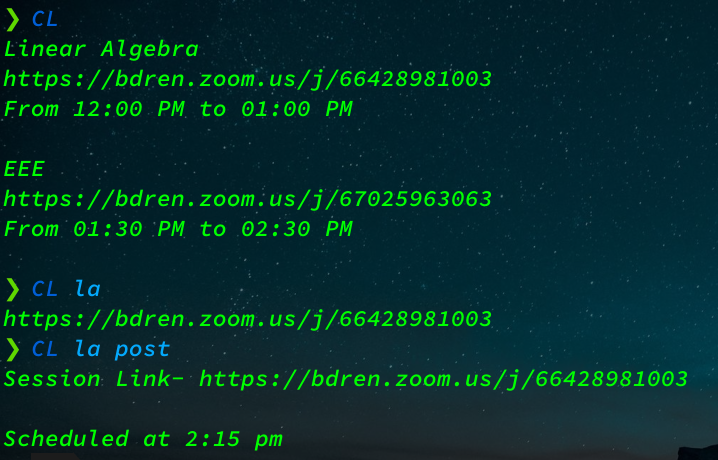 ❯ CL
Linear Algebra
https://bdren.zoom.us/j/66428981003
From 12:00 PM to 01:00 PM
EEE
https://bdren.zoom.us/j/67025963063
From 01:30 PM to 02:30 PM
❯ CL la
https://bdren.zoom.us/j/66428981003
❯ CL la post
Session Link- https://bdren.zoom.us/j/66428981003
Scheduled at 2:15 pm